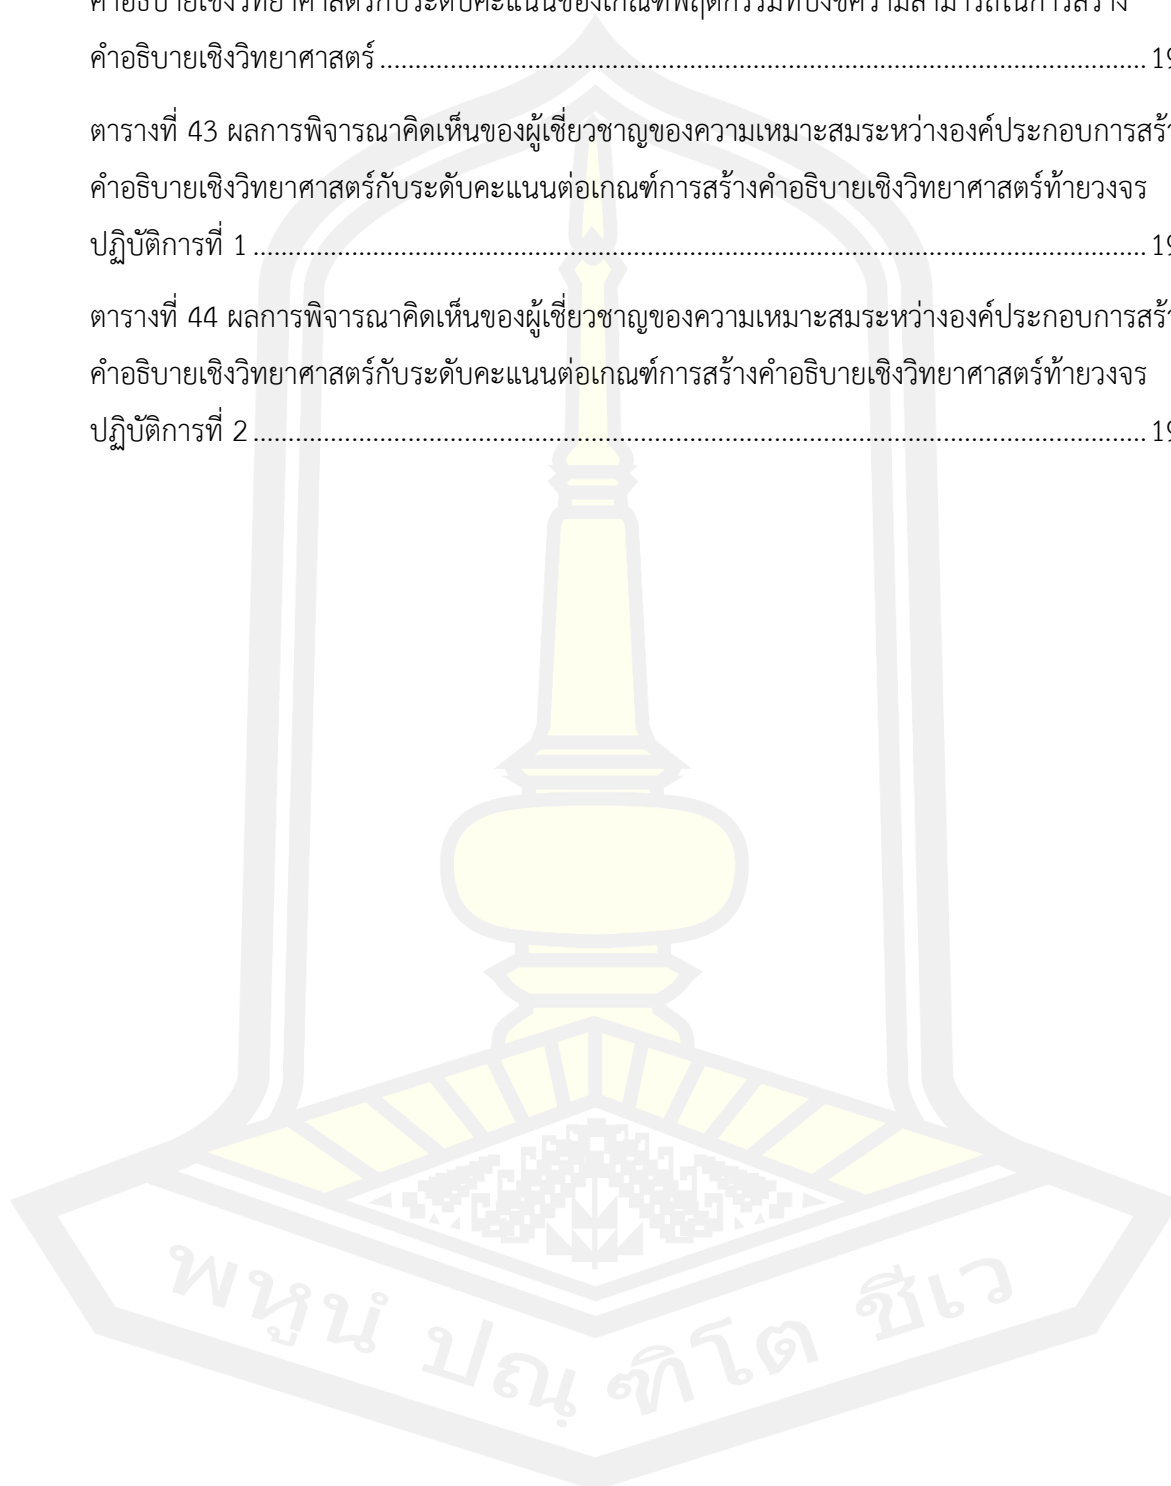 คำอธิบายเชิงวิทยาศาสตร์กับระดับคะแนนของเกณฑ์พฤติกรรมที่บ่งชี้ความสามารถในการสร้าง
คำอธิบายเชิงวิทยาศาสตร์ ........................................ 19
ตารางที่ 43 ผลการพิจารณาคิดเห็นของผู้เชี่ยวชาญของความเหมาะสมระหว่างองค์ประกอบการสร้
คำอธิบายเชิงวิทยาศาสตร์กับระดับคะแนนต่อเกณฑ์การสร้างคำอธิบายเชิงวิทยาศาสตร์ท้ายวงจร
ปฏิบัติการที่ 1 ........................................ 19
ตารางที่ 44 ผลการพิจารณาคิดเห็นของผู้เชี่ยวชาญของความเหมาะสมระหว่างองค์ประกอบการสร้
คำอธิบายเชิงวิทยาศาสตร์กับระดับคะแนนต่อเกณฑ์การสร้างคำอธิบายเชิงวิทยาศาสตร์ท้ายวงจร
ปฏิบัติการที่ 2 ........................................ 19
พหูนํ ปณฺฑิโต ชีเว